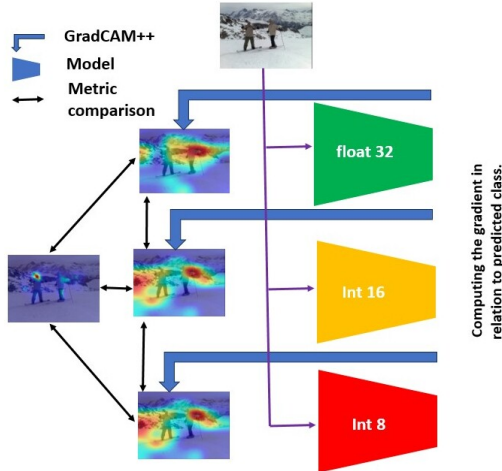 GradCAM++
Model
Metric
comparison
float 32
Int 16
Int 8
Computing the gradient in
relation to predicted class.